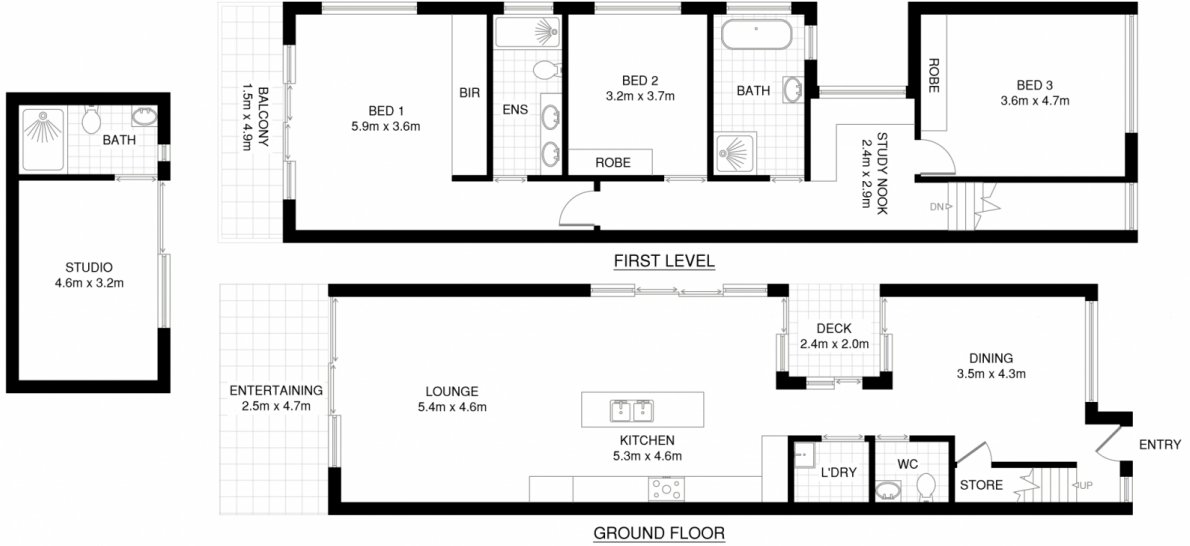 BALCONY
1.5m x 4.9m
BED 1
5.9m x 3.6m
BIR
ENS
BED 2
3.2m x 3.7m
ROBE
BATH
STUDY NOOK
2.4m x 2.9m
ROBE
BED 3
3.6m x 4.7m
DN
FIRST LEVEL
BATH
STUDIO
4.6m x 3.2m
ENTERTAINING
2.5m x 4.7m
LOUNGE
5.4m x 4.6m
KITCHEN
5.3m x 4.6m
DECK
2.4m x 2.0m
DINING
3.5m x 4.3m
L'DRY
WC
STORE
UP
ENTRY
GROUND FLOOR